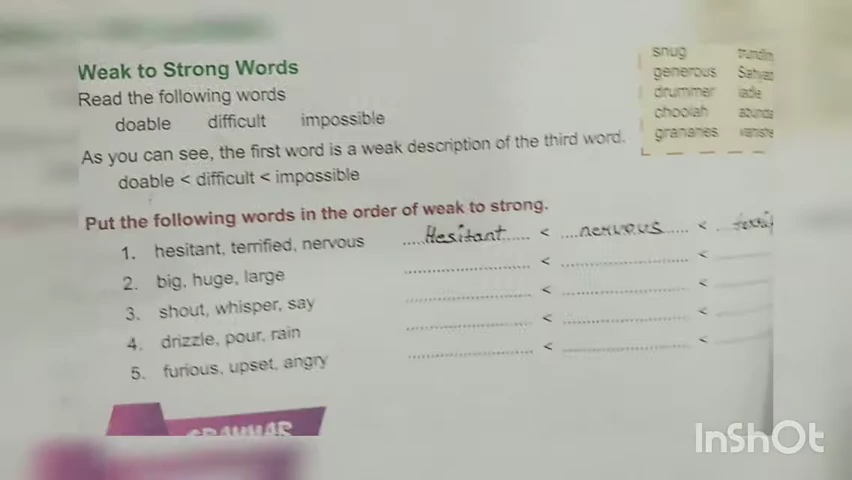 Weak to Strong Words
Read the following words
doable difficult impossible
As you can see, the first word is a weak description of the third word.
doable < difficult < impossible
snug
generous
drummer ladle
choolah
granaries
Put the following words in the order of weak to strong.
1. hesitant, terrified, nervous ....Hesitant..... < ....nervous..... <
2. big, huge, large .............................. < .............................. < 
3. shout, whisper, say .............................. < .............................. <
4. drizzle, pour, rain .............................. < .............................. <
5. furious, upset, angry .............................. < .............................. <
GRAMMAR
InShOt